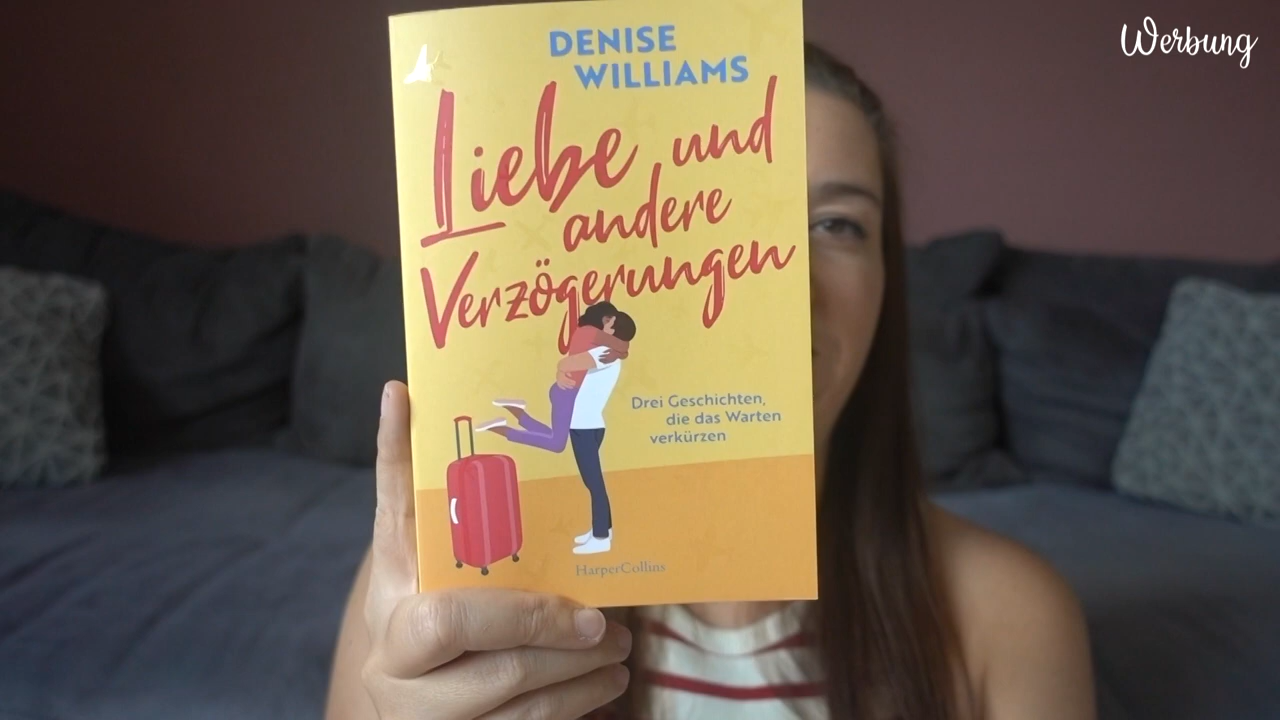 Werbung
DENISE
WILLIAMS
Liebe und
andere
Verzögerungen
Drei Geschichten,
die das Warten
verkürzen
HarperCollins